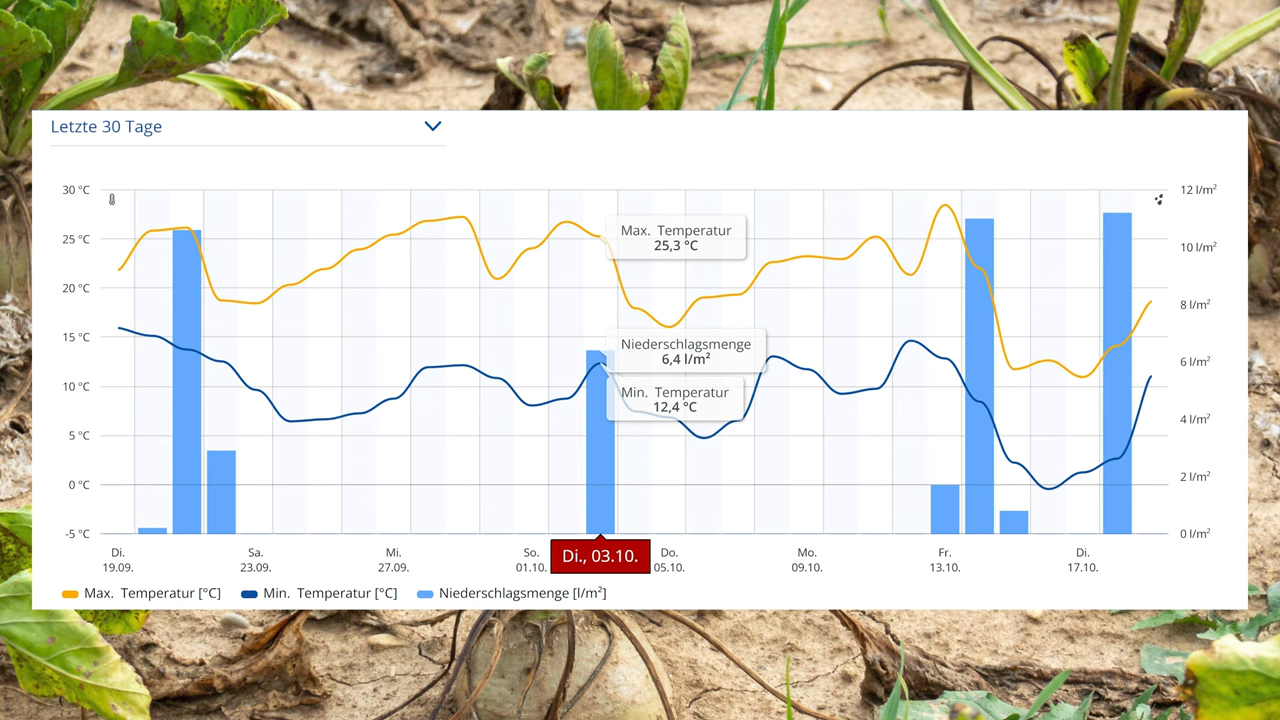 Letzte 30 Tage
30 °C
12 l/m²
25 °C
10 l/m²
20 °C
8 l/m²
15 °C
6 l/m²
10 °C
4 l/m²
5 °C
2 l/m²
0 °C
-5 °C
0 l/m²
Max. Temperatur
25,3 °C
Niederschlagsmenge
6,4 l/m²
Min. Temperatur
12,4 °C
Di. Sa. Mi. So. Di., 03.10. Do. Mo. Fr. Di.
19.09. 23.09. 27.09. 01.10. 05.10. 09.10. 13.10. 17.10.
Max. Temperatur [°C] Min. Temperatur [°C] Niederschlagsmenge [l/m²]